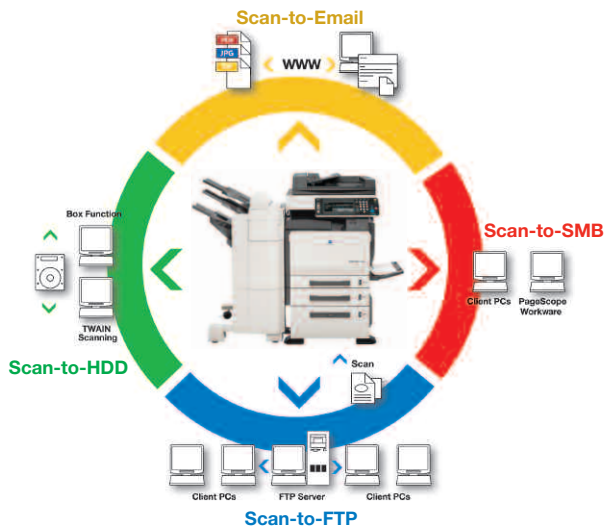 Scan-to-Email
PDF
JPG
TIFF
WWW
Box Function
TWAIN
Scanning
Scan-to-HDD
Scan-to-SMB
Client PCs
PageScope
Workware
Scan
Client PCs
FTP Server
Client PCs
Scan-to-FTP